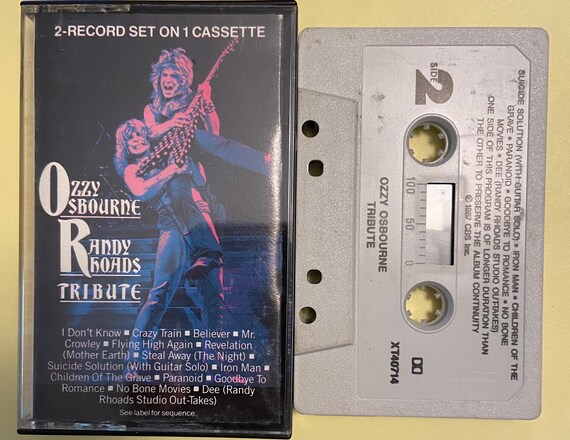 2-RECORD SET ON 1 CASSETTE
OZZY
OSBOURNE
RANDY
RHOADS
TRIBUTE
I Don't Know ■ Crazy Train ■ Believer ■ Mr.
Crowley ■ Flying High Again ■ Revelation
(Mother Earth) ■ Steal Away (The Night) ■
Suicide Solution (With Guitar Solo) ■ Iron Man ■
Children Of The Grave ■ Paranoid ■ Goodbye To
Romance ■ No Bone Movies ■ Dee (Randy
Rhoads Studio Out-Takes)
See label for sequence.
SIDE
2
SUICIDE SOLUTION (WITH GUITAR SOLO) ■ IRON MAN ■ CHILDREN OF THE
GRAVE ■ PARANOID ■ GOODBYE TO ROMANCE ■ NO BONE
MOVIES ■ DEE (RANDY RHOADS STUDIO OUTTAKES)
ONE SIDE OF THIS PROGRAM IS OF LONGER DURATION THAN
THE OTHER TO PRESERVE THE ALBUM CONTINUITY
℗ 1987 CBS Inc.
100 50 0
OZZY OSBOURNE
TRIBUTE
XT40714